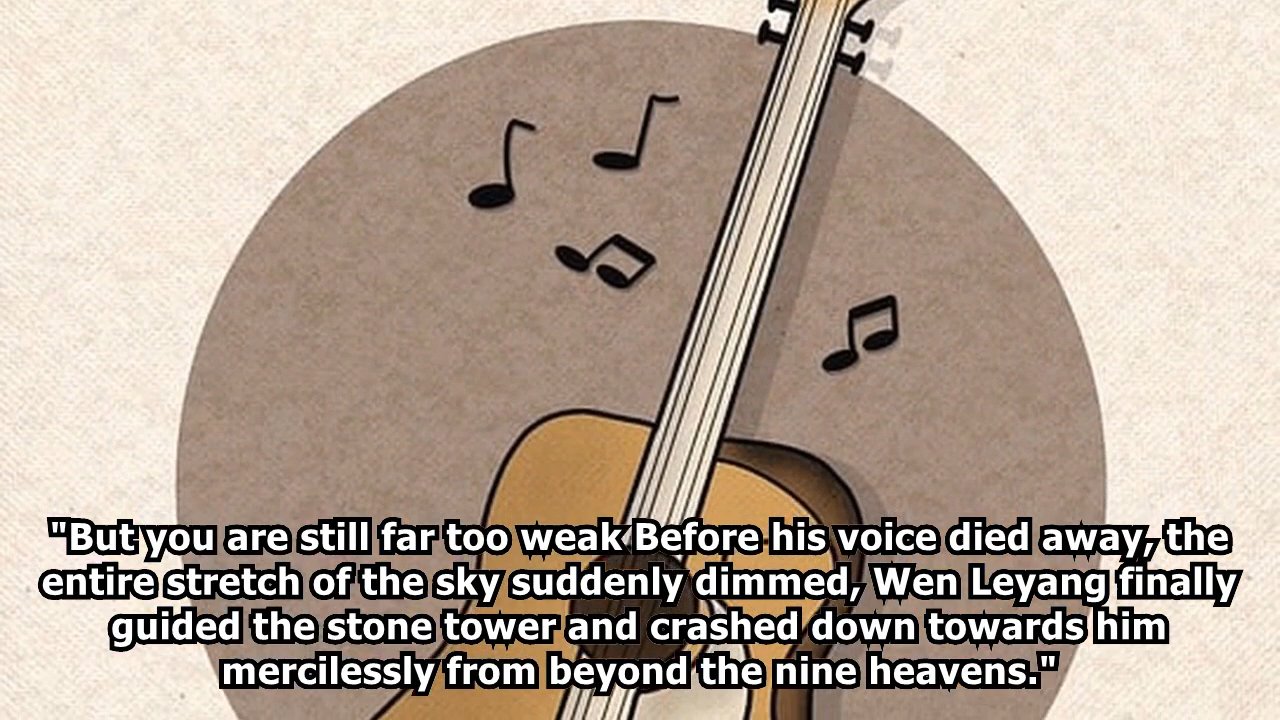 "But you are still far too weak Before his voice died away, the
entire stretch of the sky suddenly dimmed, Wen Leyang finally
guided the stone tower and crashed down towards him
mercilessly from beyond the nine heavens."